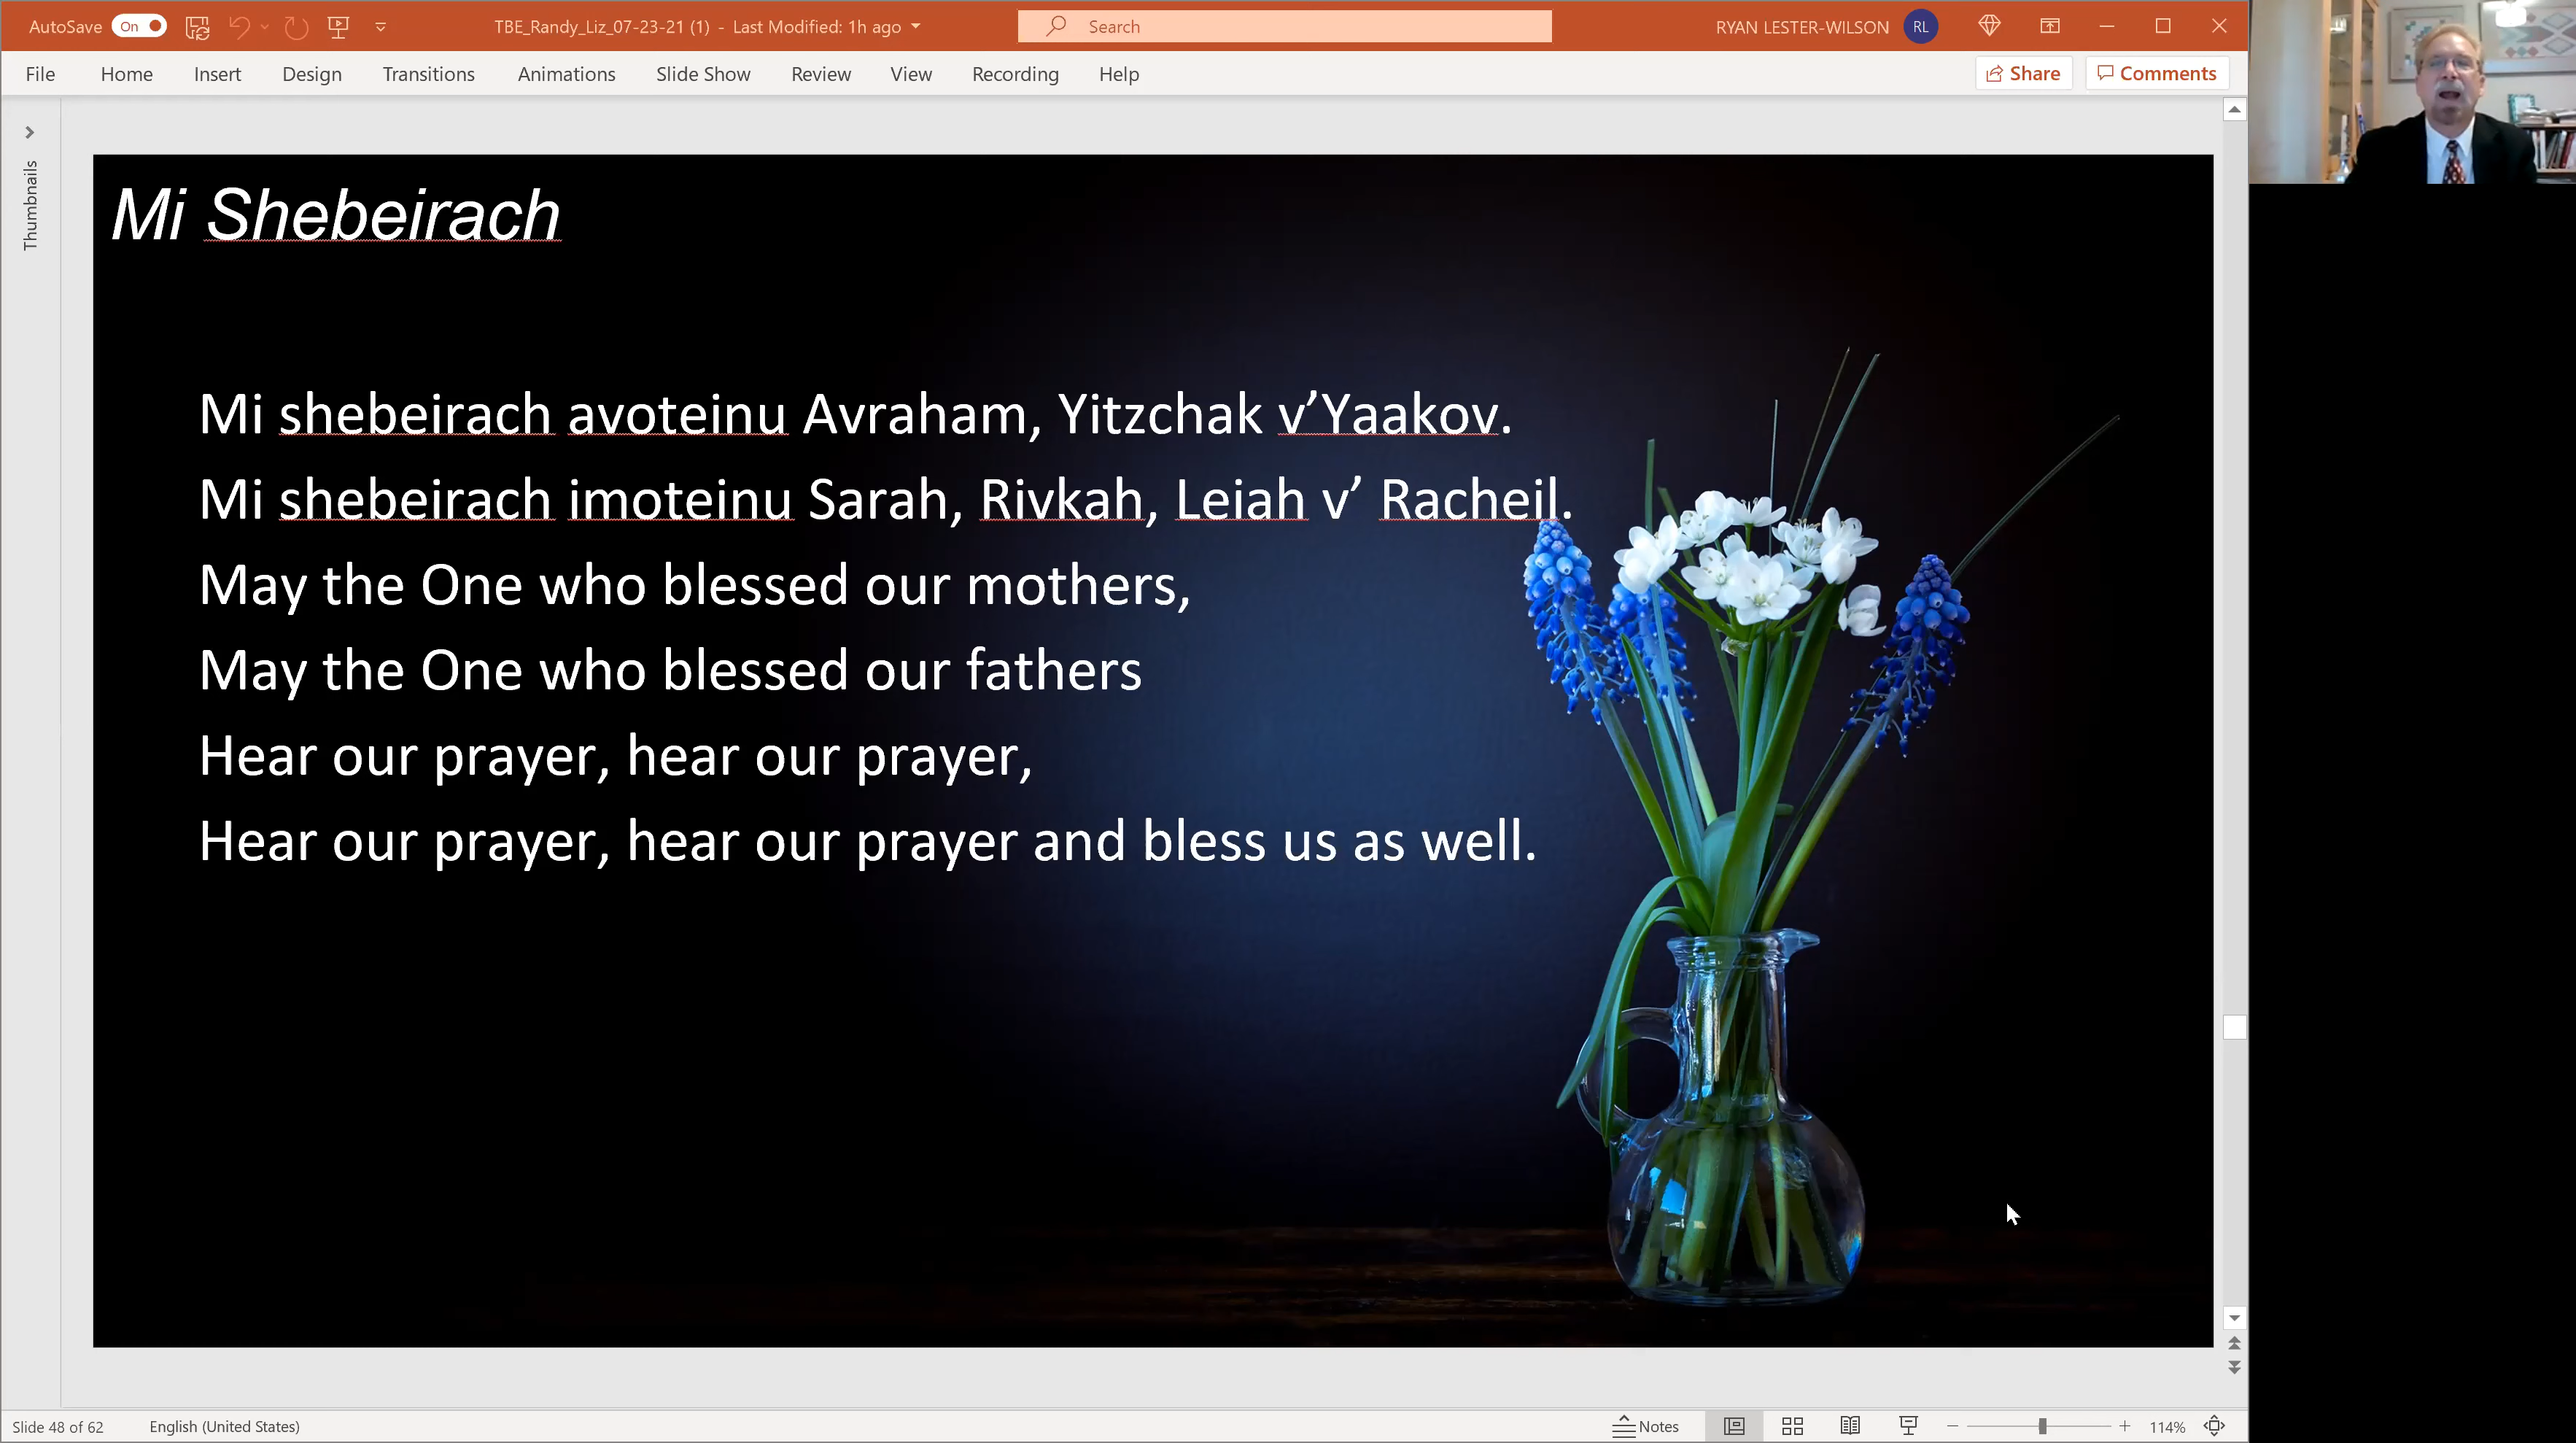 AutoSave On TBE_Randy_Liz_07-23-21 (1) - Last Modified: 1h ago Search RYAN LESTER-WILSON RL
File Home Insert Design Transitions Animations Slide Show Review View Recording Help Share Comments
Thumbnails
Mi Shebeirach
Mi shebeirach avoteinu Avraham, Yitzchak v’Yaakov.
Mi shebeirach imoteinu Sarah, Rivkah, Leiah v’ Racheil.
May the One who blessed our mothers,
May the One who blessed our fathers
Hear our prayer, hear our prayer,
Hear our prayer, hear our prayer and bless us as well.
Slide 48 of 62 English (United States) Notes 114%